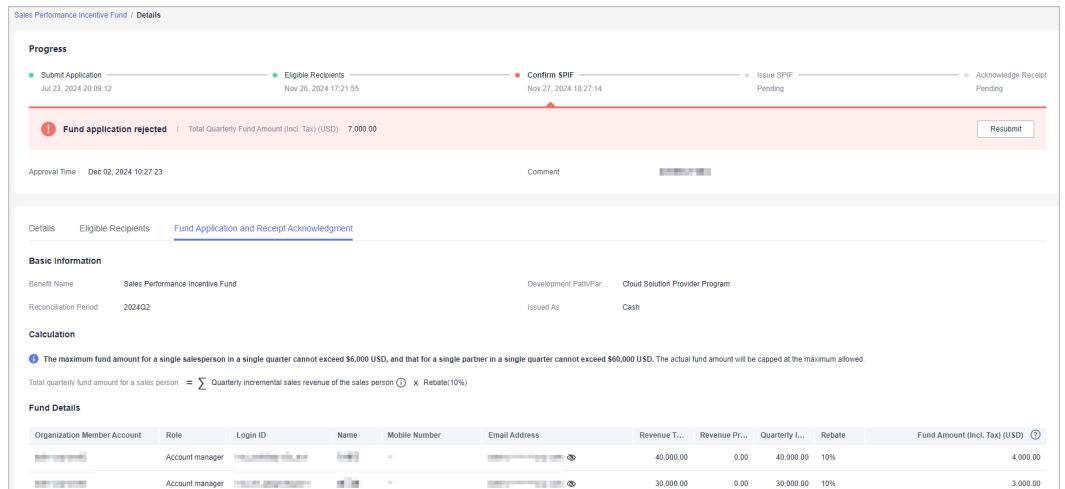 Sales Performance Incentive Fund / Details
Progress
Submit Application Eligible Recipients Confirm SPIF Issue SPIF Acknowledge Receipt
Jul 23, 2024 20:09:12 Nov 26, 2024 17:21:55 Nov 27, 2024 10:27:14 Pending Pending
Fund application rejected | Total Quarterly Fund Amount (Incl. Tax) (USD) 7,000.00 Resubmit
Approval Time Dec 02, 2024 10:27:23 Comment
Details Eligible Recipients Fund Application and Receipt Acknowledgment
Basic Information
Benefit Name Sales Performance Incentive Fund Development Path/Par... Cloud Solution Provider Program
Reconciliation Period 2024Q2 Issued As Cash
Calculation
The maximum fund amount for a single salesperson in a single quarter cannot exceed $6,000 USD, and that for a single partner in a single quarter cannot exceed $60,000 USD. The actual fund amount will be capped at the maximum allowed.
Total quarterly fund amount for a sales person = ∑ Quarterly incremental sales revenue of the sales person x Rebate(10%)
Fund Details
Organization Member Account Role Login ID Name Mobile Number Email Address Revenue T... Revenue Pr... Quarterly I... Rebate Fund Amount (Incl. Tax) (USD)
Account manager 40,000.00 0.00 40,000.00 10% 4,000.00
Account manager 30,000.00 0.00 30,000.00 10% 3,000.00